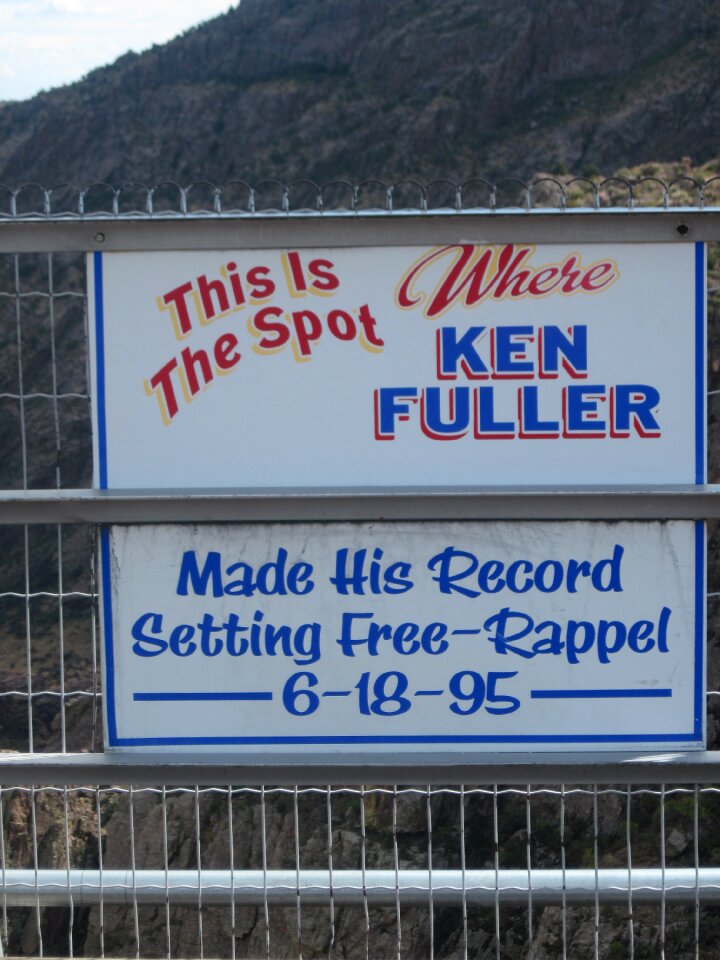 This Is
The Spot
Where
KEN
FULLER
Made His Record
Setting Free-Rappel
6-18-95